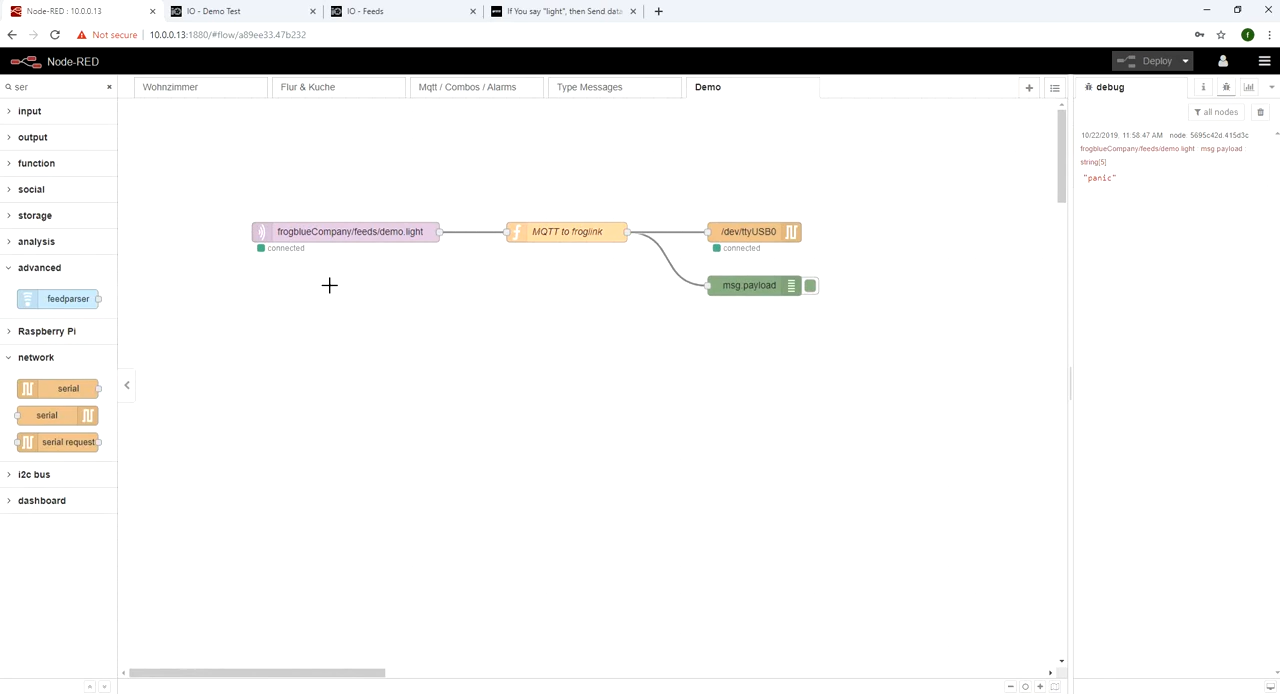 Node-RED : 10.0.0.13
IO - Demo Test
IO - Feeds
If You say "light", then Send data
Not secure
10.0.0.13:1880/#flow/a89ee33.47b232
Node-RED
Deploy
ser
Wohnzimmer
Flur & Kuche
Mqtt / Combos / Alarms
Type Messages
Demo
debug
input
output
function
social
storage
analysis
advanced
feedparser
Raspberry Pi
network
serial
serial
serial request
i2c bus
dashboard
frogblueCompany/feeds/demo.light
connected
MQTT to froglink
/dev/ttyUSB0
connected
msg.payload
all nodes
10/22/2019, 11:58:47 AM node: 5695c42d.415d3c
frogblueCompany/feeds/demo.light : msg.payload :
string[5]
"panic"